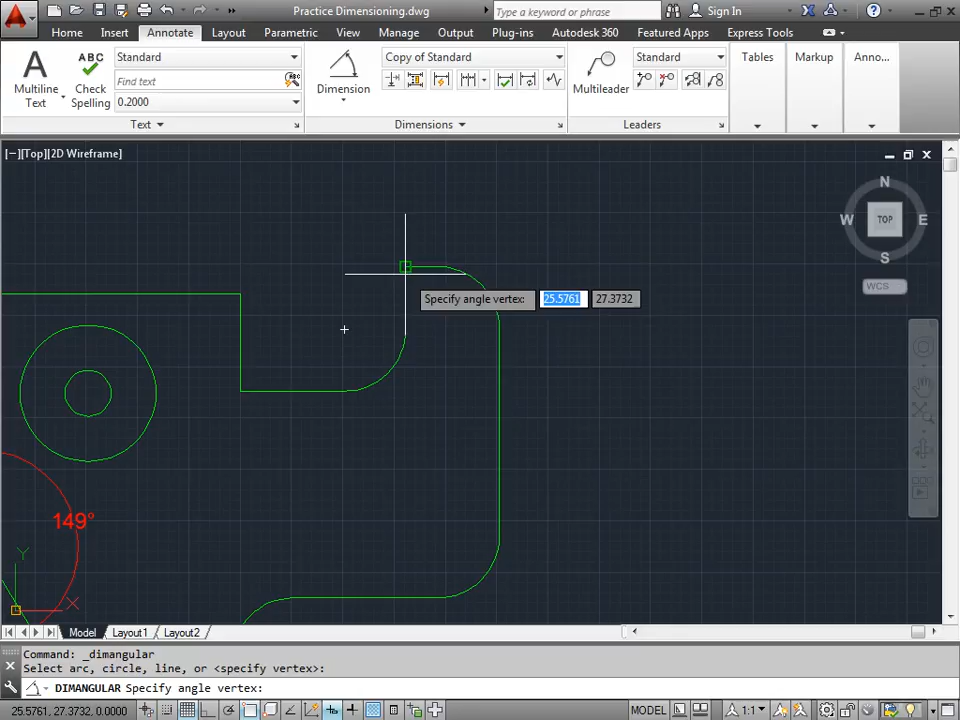 Practice Dimensioning.dwg
Type a keyword or phrase
Sign In
Home Insert Annotate Layout Parametric View Manage Output Plug-ins Autodesk 360 Featured Apps Express Tools
Multiline Text
ABC
Check Spelling
Standard
Find text
0.2000
Text
Dimension
Copy of Standard
Dimensions
Multileader
Standard
Leaders
Tables
Markup
Anno...
[−][Top][2D Wireframe]
N
W TOP E
S
WCS
Specify angle vertex: 25.5761 27.3732
149°
Y
X
Model Layout1 Layout2
Command: _dimangular
Select arc, circle, line, or <specify vertex>:
DIMANGULAR Specify angle vertex:
25.5761, 27.3732, 0.0000
MODEL
1:1